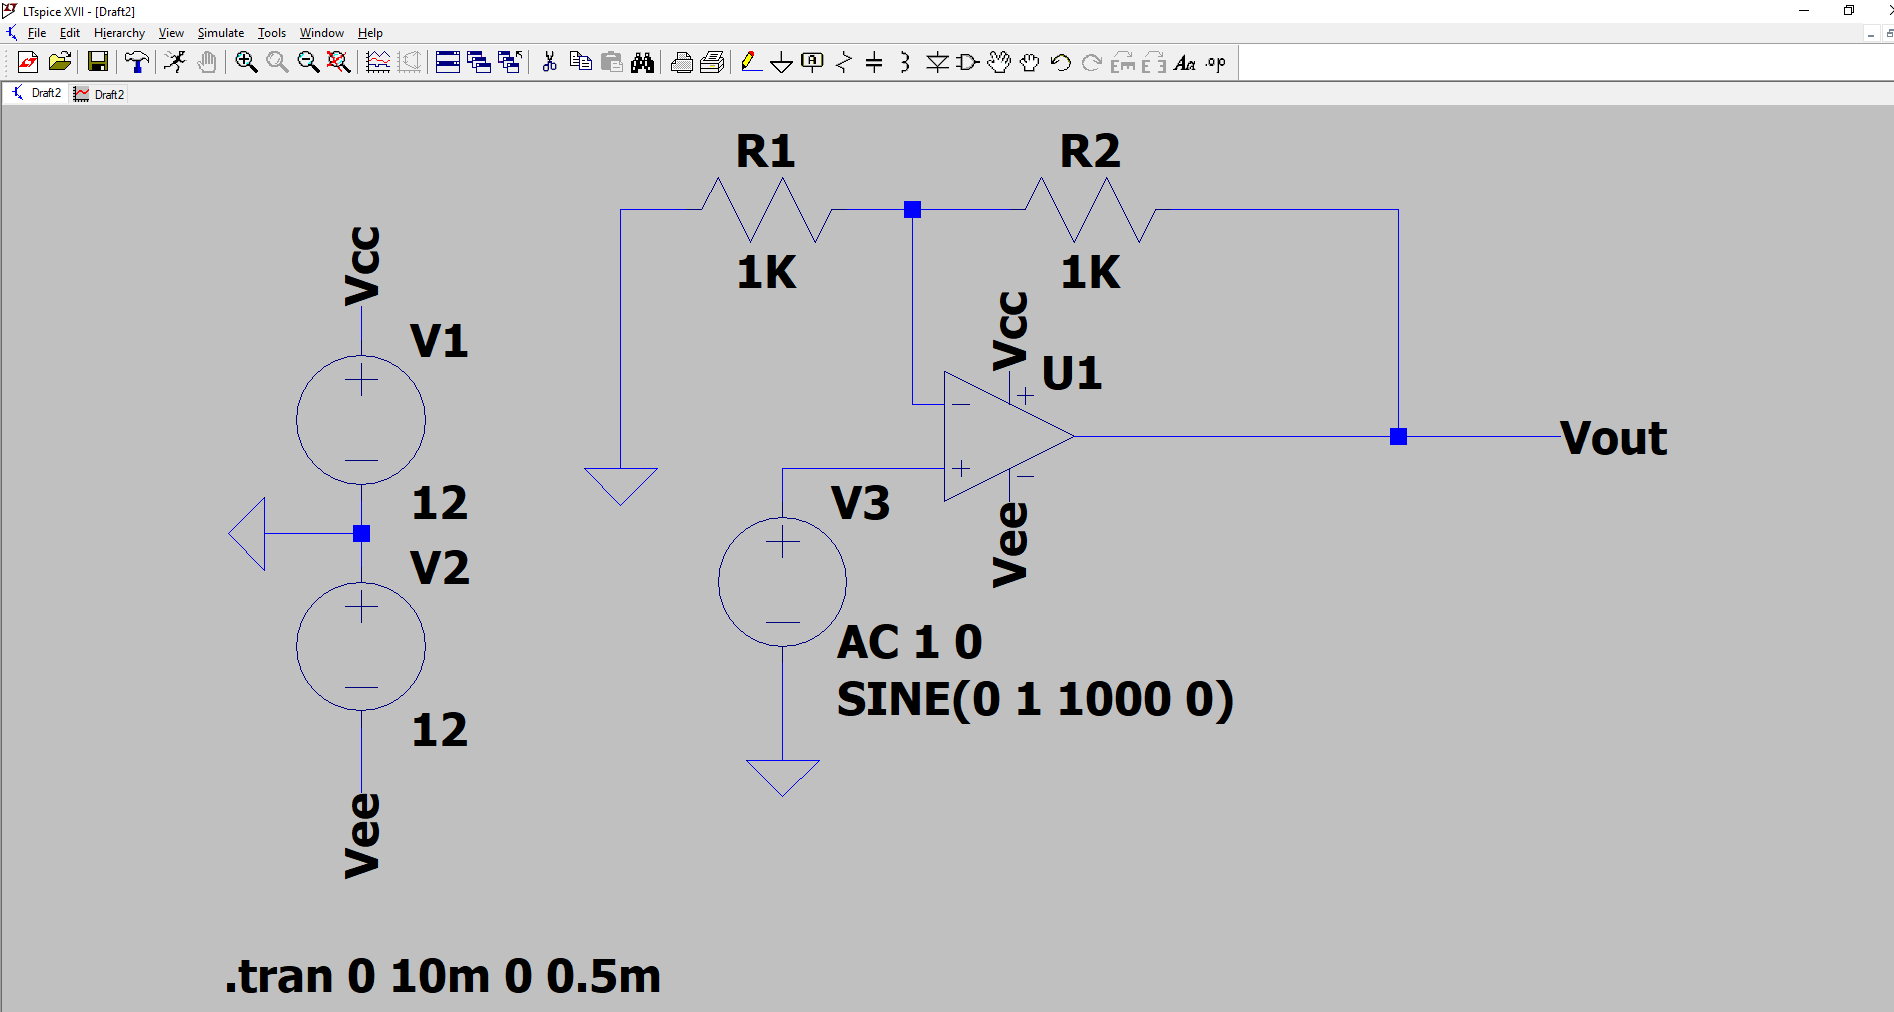 LTspice XVII - [Draft2]
File Edit Hierarchy View Simulate Tools Window Help
Draft2 Draft2
R1
1K
R2
1K
Vcc
V1
12
V2
12
Vee
Vcc
U1
Vee
Vout
V3
AC 1 0
SINE(0 1 1000 0)
.tran 0 10m 0 0.5m